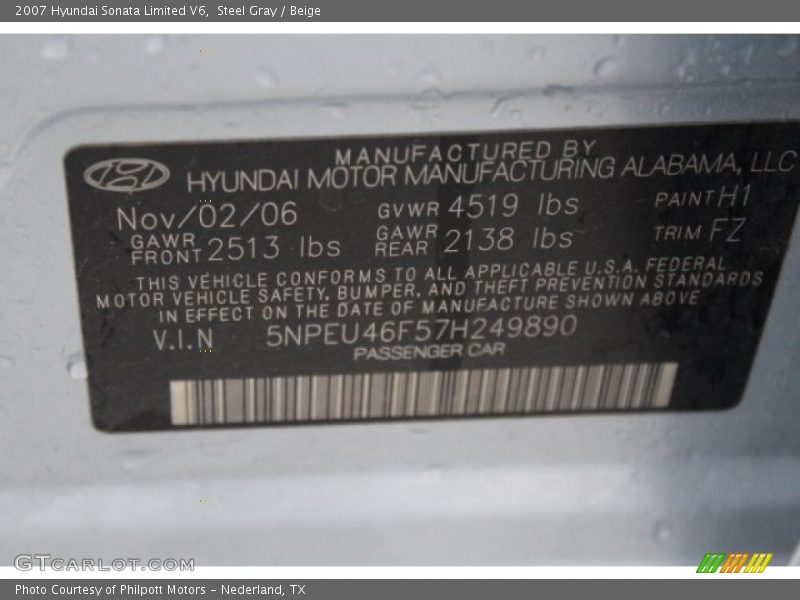 2007 Hyundai Sonata Limited V6,  Steel Gray / Beige
MANUFACTURED BY
HYUNDAI MOTOR MANUFACTURING ALABAMA, LLC
Nov/02/06 GVWR 4519 lbs PAINT H1
GAWR FRONT 2513 lbs GAWR REAR 2138 lbs TRIM FZ
THIS VEHICLE CONFORMS TO ALL APPLICABLE U.S.A. FEDERAL
MOTOR VEHICLE SAFETY, BUMPER, AND THEFT PREVENTION STANDARDS
IN EFFECT ON THE DATE OF MANUFACTURE SHOWN ABOVE
V.I.N 5NPEU46F57H249890
PASSENGER CAR
GTCARLOT.COM
Photo Courtesy of Philpott Motors - Nederland, TX